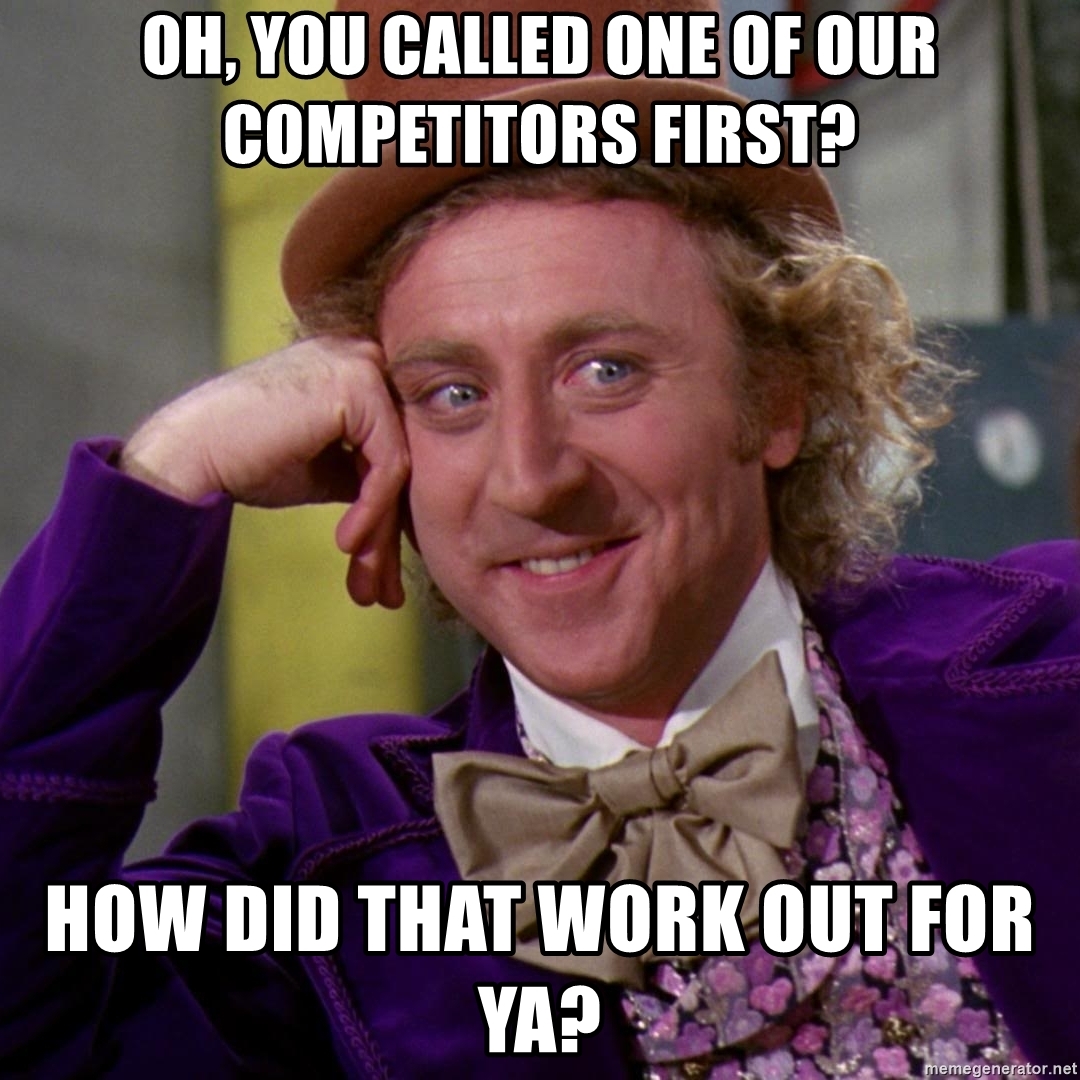 OH, YOU CALLED ONE OF OUR
COMPETITORS FIRST?
HOW DID THAT WORK OUT FOR
YA?
memegenerator.net